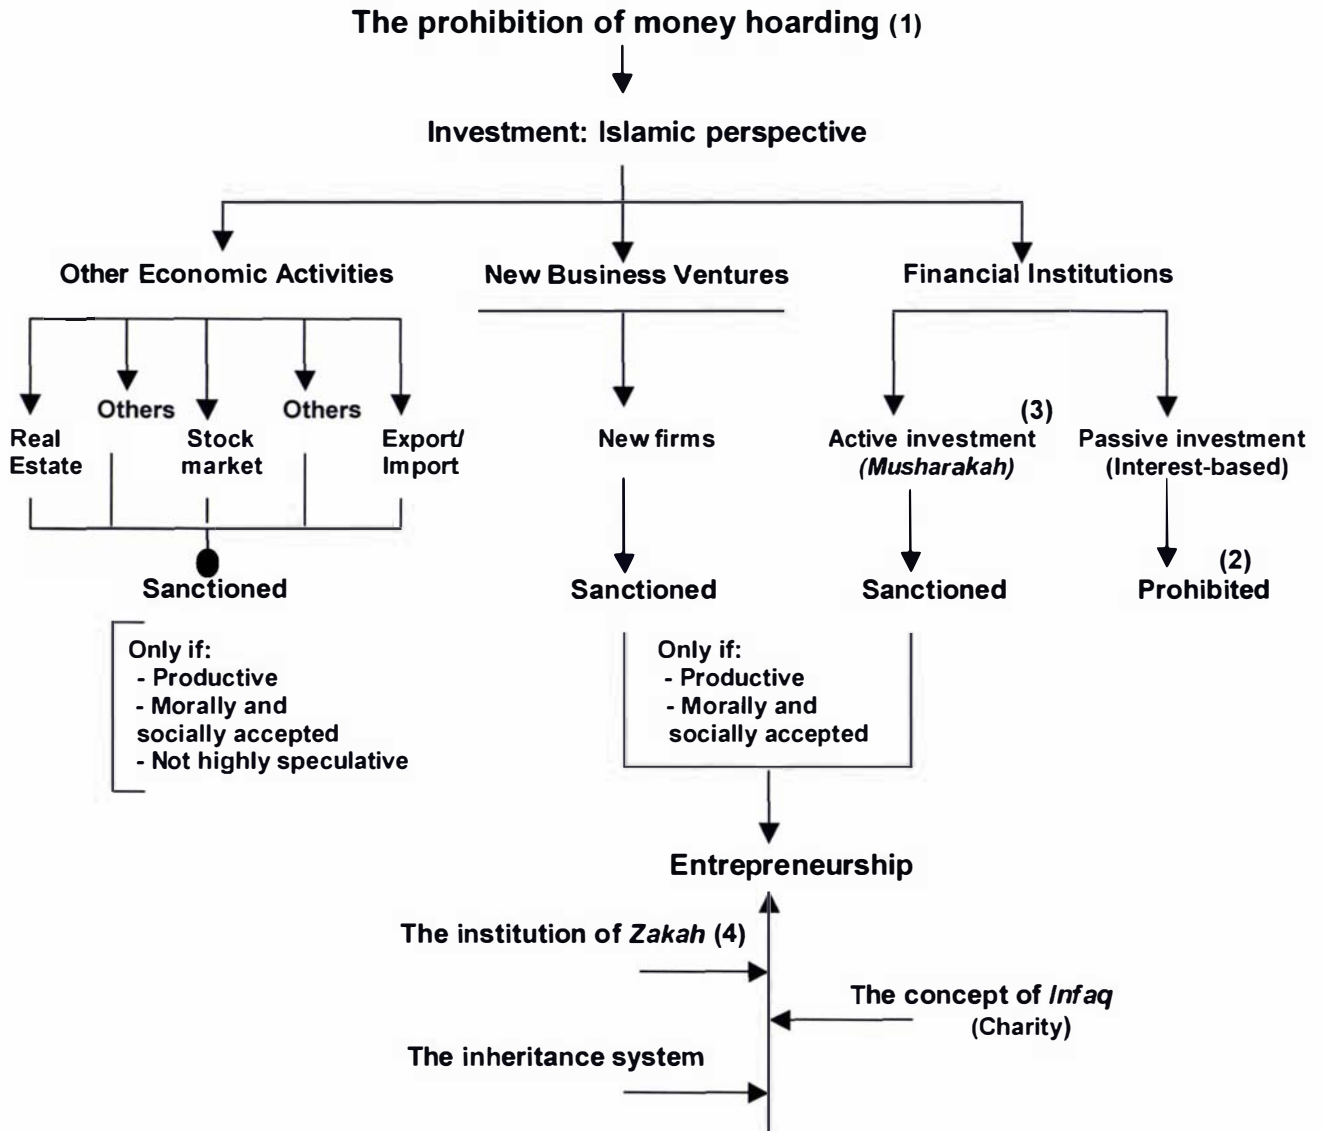 The prohibition of money hoarding (1)
Investment: Islamic perspective
Other Economic Activities
New Business Ventures
Financial Institutions
Others
Others
(3)
Real
Estate
Stock
market
Export/
Import
New firms
Active investment
(Musharakah)
Passive investment
(Interest-based)
(2)
Sanctioned
Sanctioned
Sanctioned
Prohibited
Only if:
- Productive
- Morally and
socially accepted
- Not highly speculative
Only if:
- Productive
- Morally and
socially accepted
Entrepreneurship
The institution of Zakah (4)
The concept of Infaq
(Charity)
The inheritance system